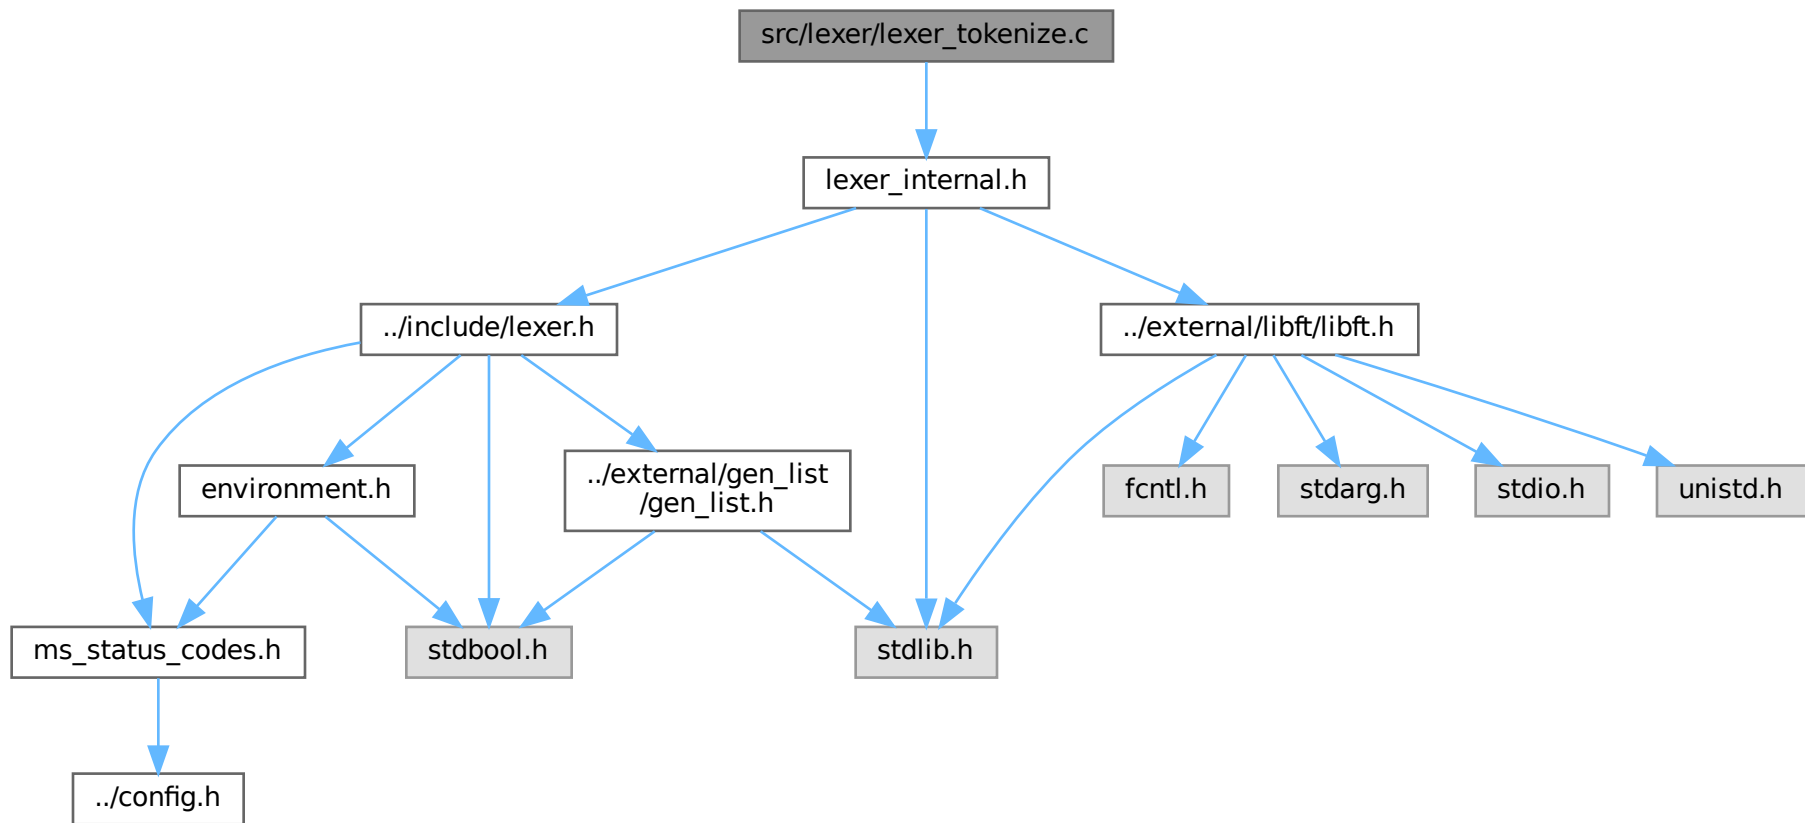 src/lexer/lexer_tokenize.c
lexer_internal.h
../include/lexer.h
../external/libft/libft.h
environment.h
../external/gen_list
/gen_list.h
fcntl.h
stdarg.h
stdio.h
unistd.h
ms_status_codes.h
stdbool.h
stdlib.h
../config.h